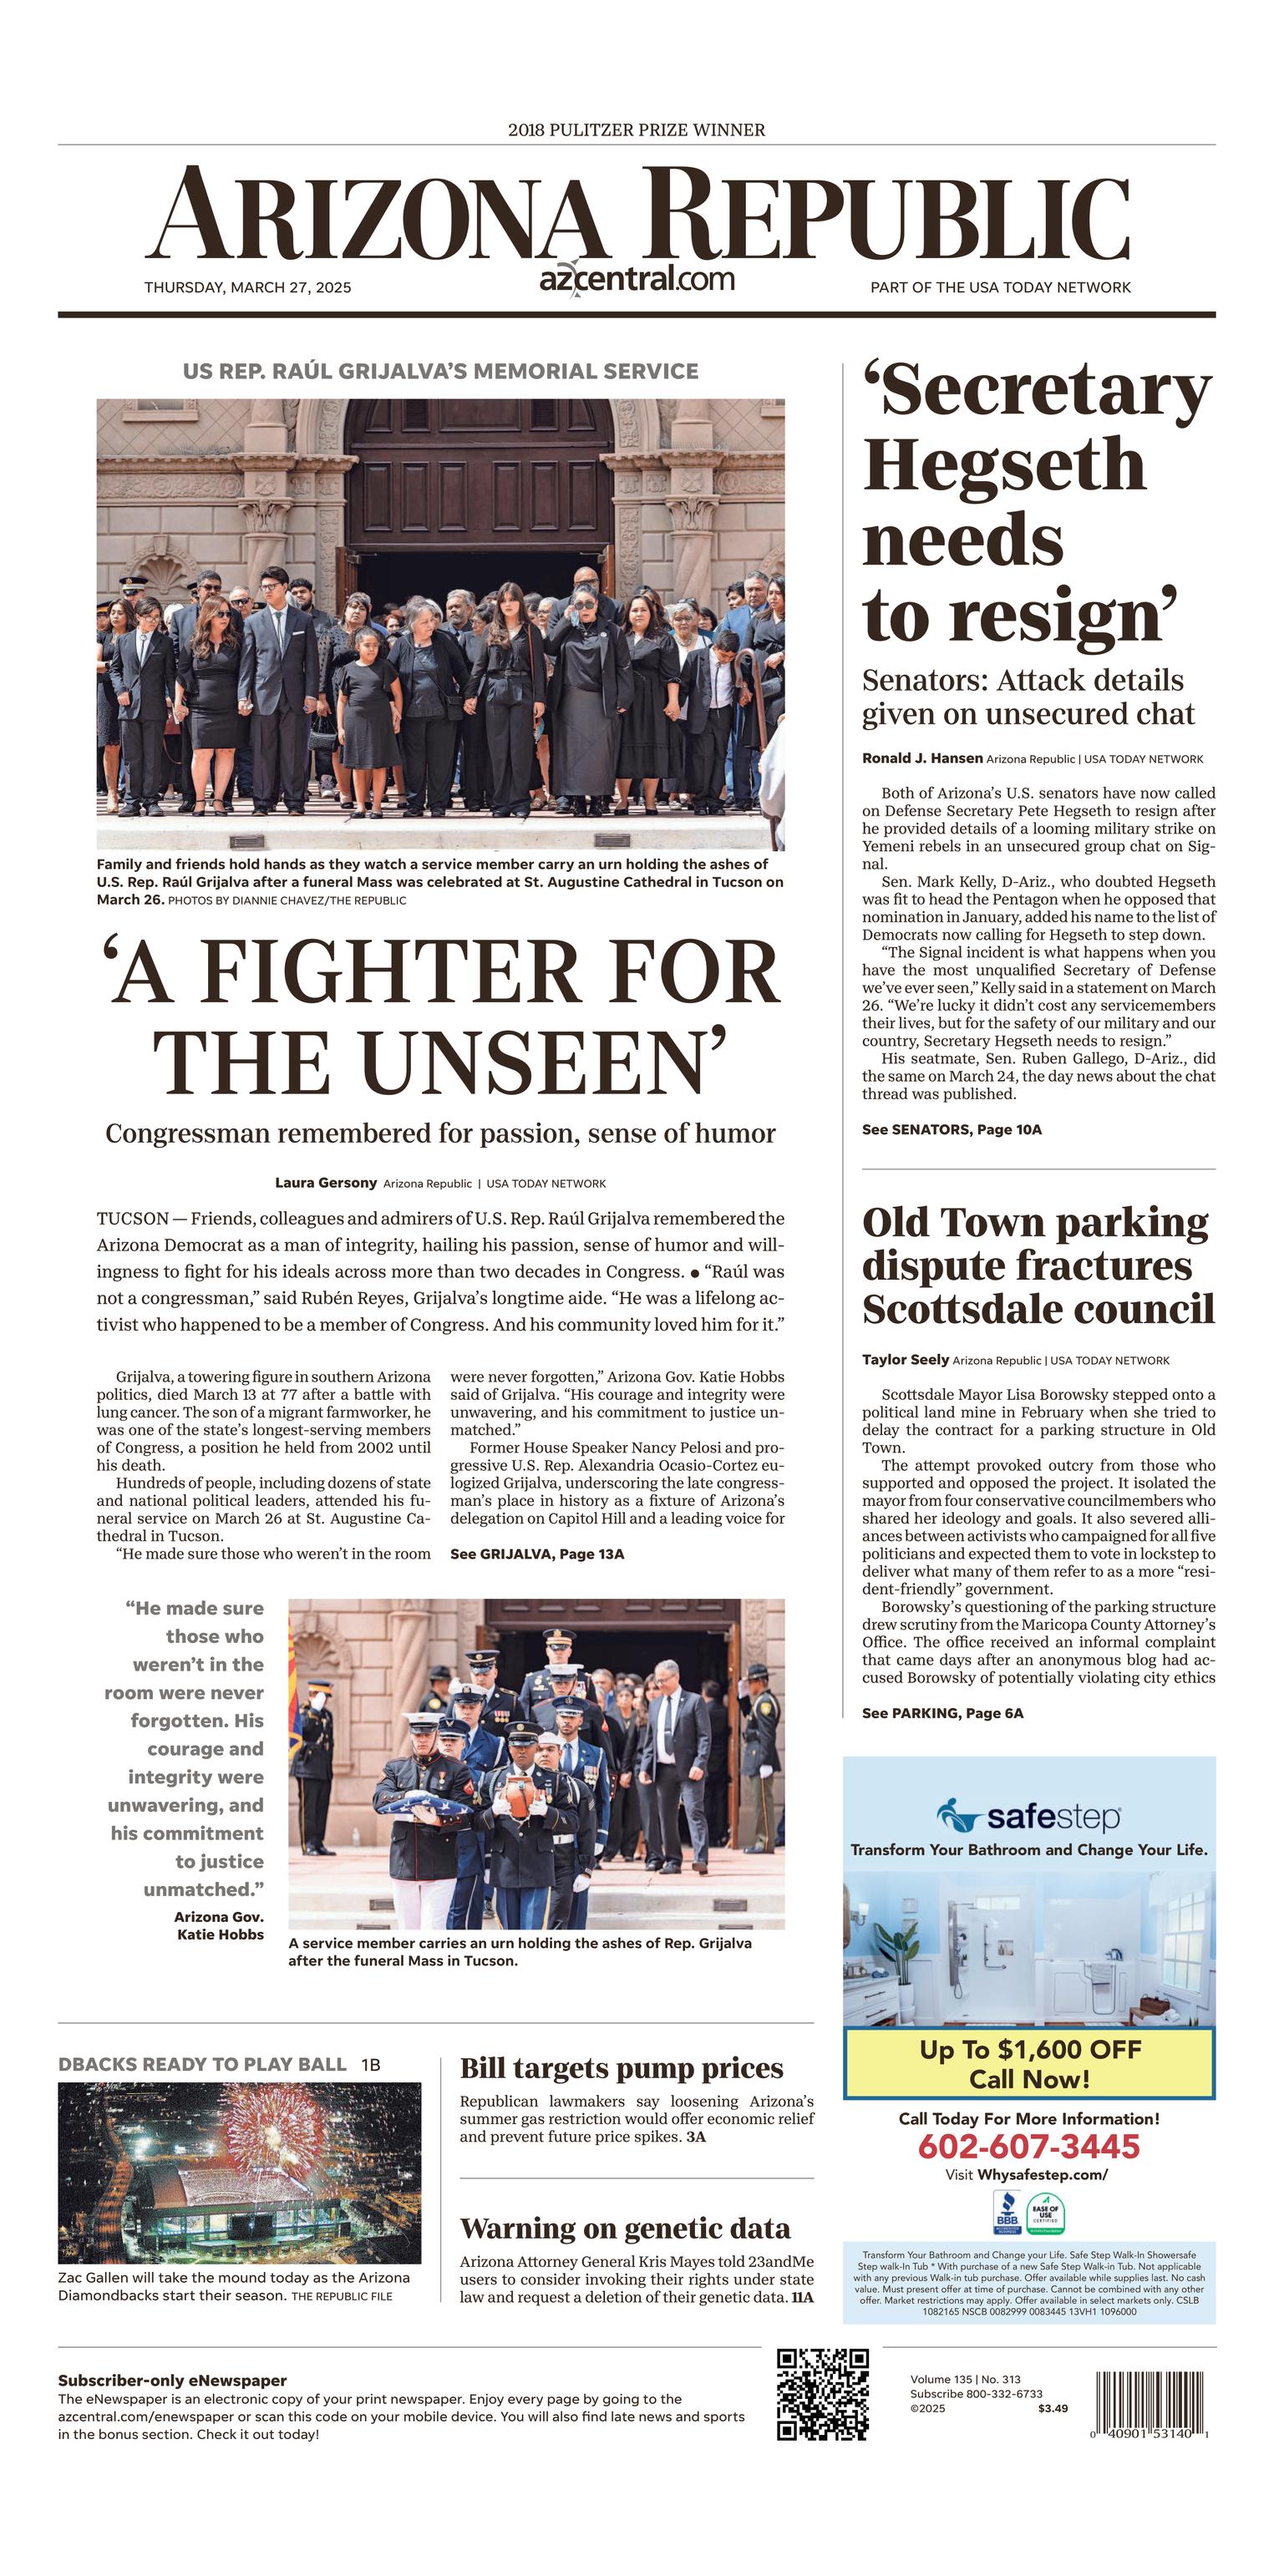 2018 PULITZER PRIZE WINNER
ARIZONA REPUBLIC
azcentral.com
THURSDAY, MARCH 27, 2025
PART OF THE USA TODAY NETWORK
US REP. RAÚL GRIJALVA’S MEMORIAL SERVICE
Family and friends hold hands as they watch a service member carry an urn holding the ashes of
U.S. Rep. Raúl Grijalva after a funeral Mass was celebrated at St. Augustine Cathedral in Tucson on
March 26. PHOTOS BY DIANNIE CHAVEZ/THE REPUBLIC
‘A FIGHTER FOR
THE UNSEEN’
Congressman remembered for passion, sense of humor
Laura Gersony Arizona Republic | USA TODAY NETWORK
TUCSON — Friends, colleagues and admirers of U.S. Rep. Raúl Grijalva remembered the
Arizona Democrat as a man of integrity, hailing his passion, sense of humor and will-
ingness to fight for his ideals across more than two decades in Congress. ● “Raúl was
not a congressman,” said Rubén Reyes, Grijalva’s longtime aide. “He was a lifelong ac-
tivist who happened to be a member of Congress. And his community loved him for it.”
Grijalva, a towering figure in southern Arizona
politics, died March 13 at 77 after a battle with
lung cancer. The son of a migrant farmworker, he
was one of the state’s longest-serving members
of Congress, a position he held from 2002 until
his death.
Hundreds of people, including dozens of state
and national political leaders, attended his fu-
neral service on March 26 at St. Augustine Ca-
thedral in Tucson.
“He made sure those who weren’t in the room
were never forgotten,” Arizona Gov. Katie Hobbs
said of Grijalva. “His courage and integrity were
unwavering, and his commitment to justice un-
matched.”
Former House Speaker Nancy Pelosi and pro-
gressive U.S. Rep. Alexandria Ocasio-Cortez eu-
logized Grijalva, underscoring the late congress-
man’s place in history as a fixture of Arizona’s
delegation on Capitol Hill and a leading voice for
See GRIJALVA, Page 13A
“He made sure
those who
weren’t in the
room were never
forgotten. His
courage and
integrity were
unwavering, and
his commitment
to justice
unmatched.”
Arizona Gov.
Katie Hobbs
A service member carries an urn holding the ashes of Rep. Grijalva
after the funeral Mass in Tucson.
‘Secretary
Hegseth
needs
to resign’
Senators: Attack details
given on unsecured chat
Ronald J. Hansen Arizona Republic | USA TODAY NETWORK
Both of Arizona’s U.S. senators have now called
on Defense Secretary Pete Hegseth to resign after
he provided details of a looming military strike on
Yemeni rebels in an unsecured group chat on Sig-
nal.
Sen. Mark Kelly, D-Ariz., who doubted Hegseth
was fit to head the Pentagon when he opposed that
nomination in January, added his name to the list of
Democrats now calling for Hegseth to step down.
“The Signal incident is what happens when you
have the most unqualified Secretary of Defense
we’ve ever seen,” Kelly said in a statement on March
26. “We’re lucky it didn’t cost any servicemembers
their lives, but for the safety of our military and our
country, Secretary Hegseth needs to resign.”
His seatmate, Sen. Ruben Gallego, D-Ariz., did
the same on March 24, the day news about the chat
thread was published.
See SENATORS, Page 10A
Old Town parking
dispute fractures
Scottsdale council
Taylor Seely Arizona Republic | USA TODAY NETWORK
Scottsdale Mayor Lisa Borowsky stepped onto a
political land mine in February when she tried to
delay the contract for a parking structure in Old
Town.
The attempt provoked outcry from those who
supported and opposed the project. It isolated the
mayor from four conservative councilmembers who
shared her ideology and goals. It also severed alli-
ances between activists who campaigned for all five
politicians and expected them to vote in lockstep to
deliver what many of them refer to as a more “resi-
dent-friendly” government.
Borowsky’s questioning of the parking structure
drew scrutiny from the Maricopa County Attorney’s
Office. The office received an informal complaint
that came days after an anonymous blog had ac-
cused Borowsky of potentially violating city ethics
See PARKING, Page 6A
safestep
Transform Your Bathroom and Change Your Life.
Up To $1,600 OFF
Call Now!
Call Today For More Information!
602-607-3445
Visit Whysafestep.com/
BBB
EASE OF
USE
CERTIFIED
Transform Your Bathroom and Change your Life. Safe Step Walk-In Showersafe
Step walk-In Tub * With purchase of a new Safe Step Walk-in Tub. Not applicable
with any previous Walk-in tub purchase. Offer available while supplies last. No cash
value. Must present offer at time of purchase. Cannot be combined with any other
offer. Market restrictions may apply. Offer available in select markets only. CSLB
1082165 NSCB 0082999 0083445 13VH1 1096000
DBACKS READY TO PLAY BALL 1B
Zac Gallen will take the mound today as the Arizona
Diamondbacks start their season. THE REPUBLIC FILE
Bill targets pump prices
Republican lawmakers say loosening Arizona’s
summer gas restriction would offer economic relief
and prevent future price spikes. 3A
Warning on genetic data
Arizona Attorney General Kris Mayes told 23andMe
users to consider invoking their rights under state
law and request a deletion of their genetic data. 11A
Subscriber-only eNewspaper
The eNewspaper is an electronic copy of your print newspaper. Enjoy every page by going to the
azcentral.com/enewspaper or scan this code on your mobile device. You will also find late news and sports
in the bonus section. Check it out today!
Volume 135 | No. 313
Subscribe 800-332-6733
©2025 $3.49
0 40901 53140 1